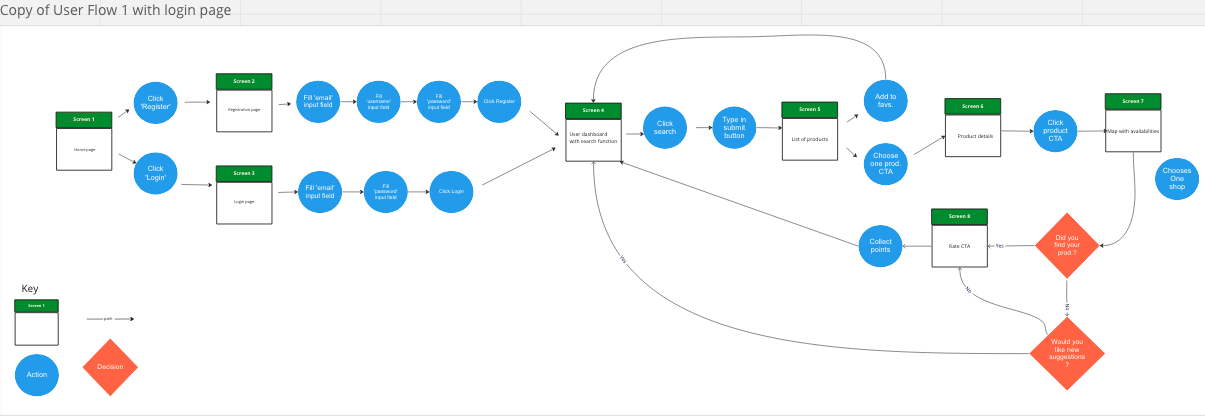 Copy of User Flow 1 with login page
Screen 1
Home page
Click
'Register'
Screen 2
Registration page
Fill 'email'
input field
Fill
'username'
input field
Fill
'password'
input field
Click Register
Click
'Login'
Screen 3
Login page
Fill 'email'
input field
Fill
'password'
input field
Click Login
Screen 4
User dashboard
with search function
Click
search
Type in
submit
button
Screen 5
List of products
Add to
favs.
Choose
one prod.
CTA
Screen 6
Product details
Click
product
CTA
Screen 7
Map with availabilities
Chooses
One
shop
Did you
find your
prod.?
Yes
Screen 8
Rate CTA
Collect
points
No
Would you
like new
suggestions
?
No
Yes
Key
Screen 1
path
Action
Decision